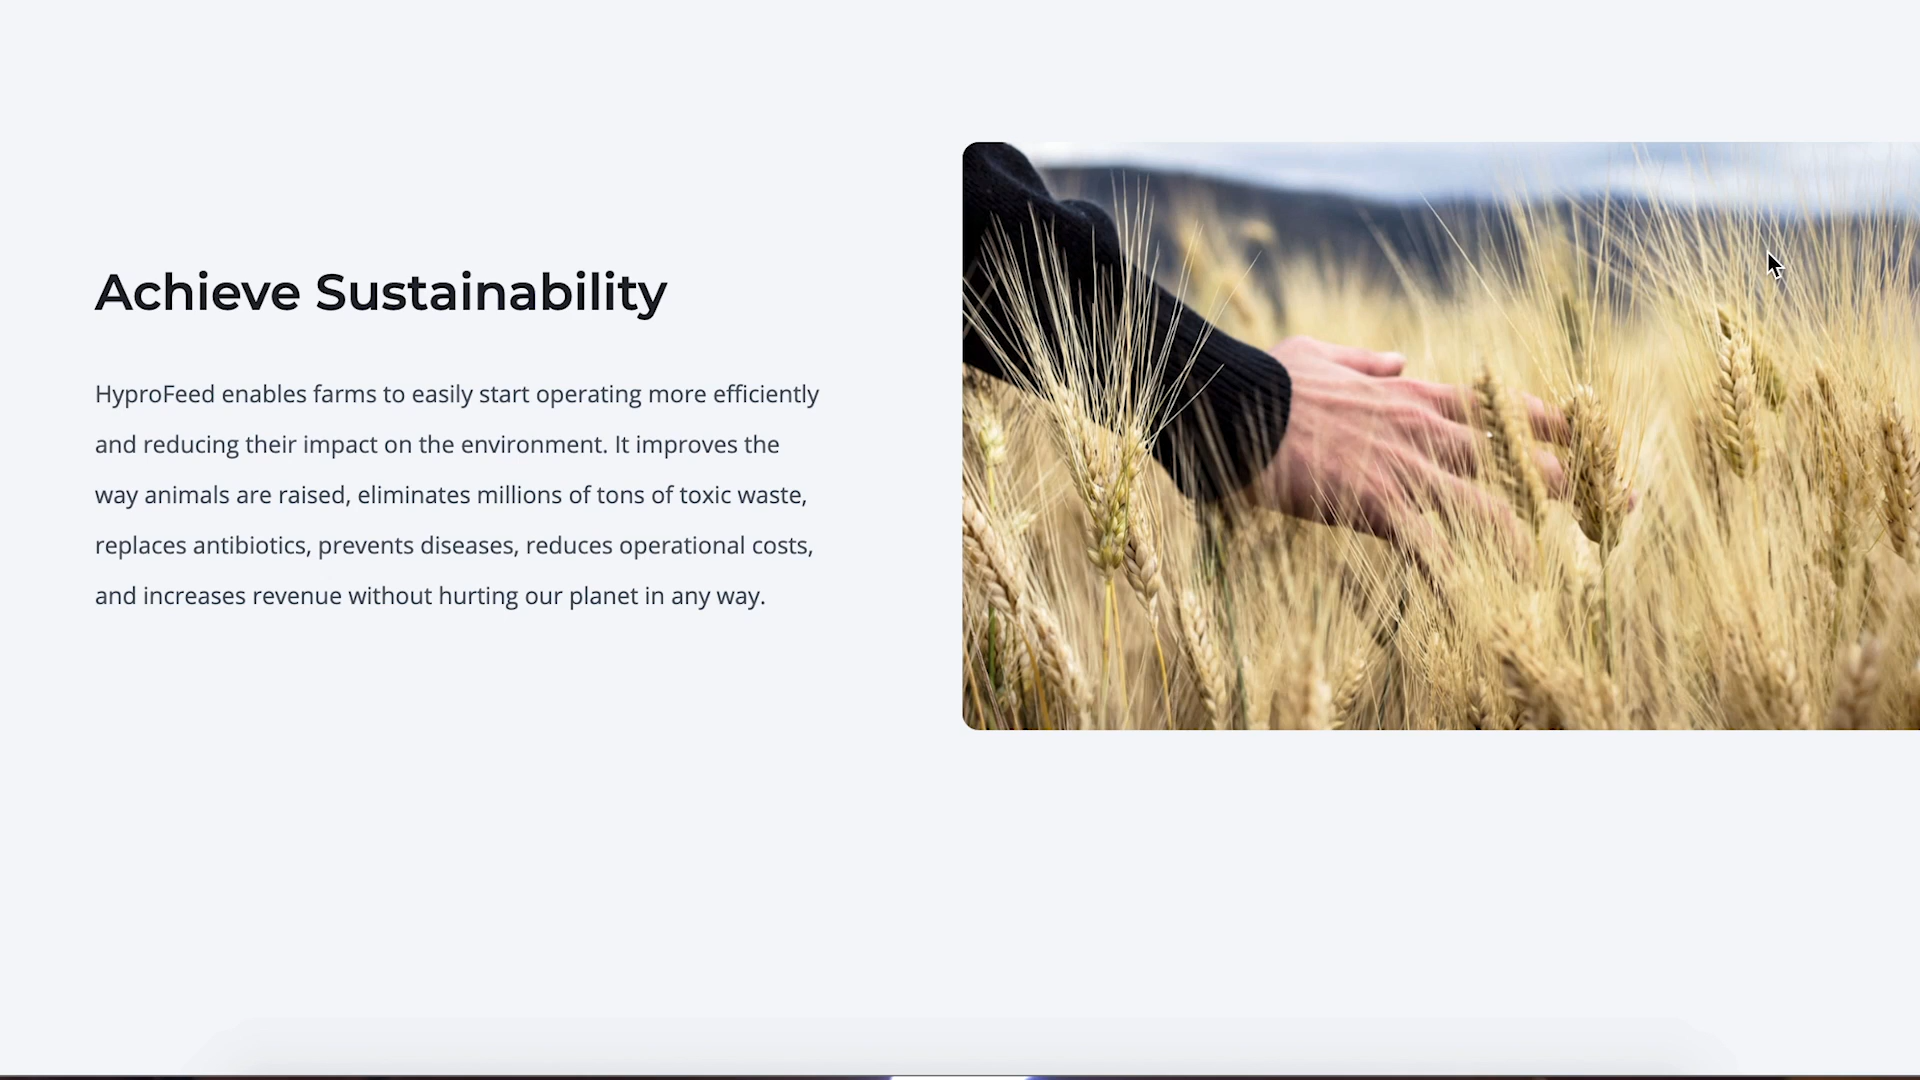 Achieve Sustainability
HyproFeed enables farms to easily start operating more efficiently
and reducing their impact on the environment. It improves the
way animals are raised, eliminates millions of tons of toxic waste,
replaces antibiotics, prevents diseases, reduces operational costs,
and increases revenue without hurting our planet in any way.